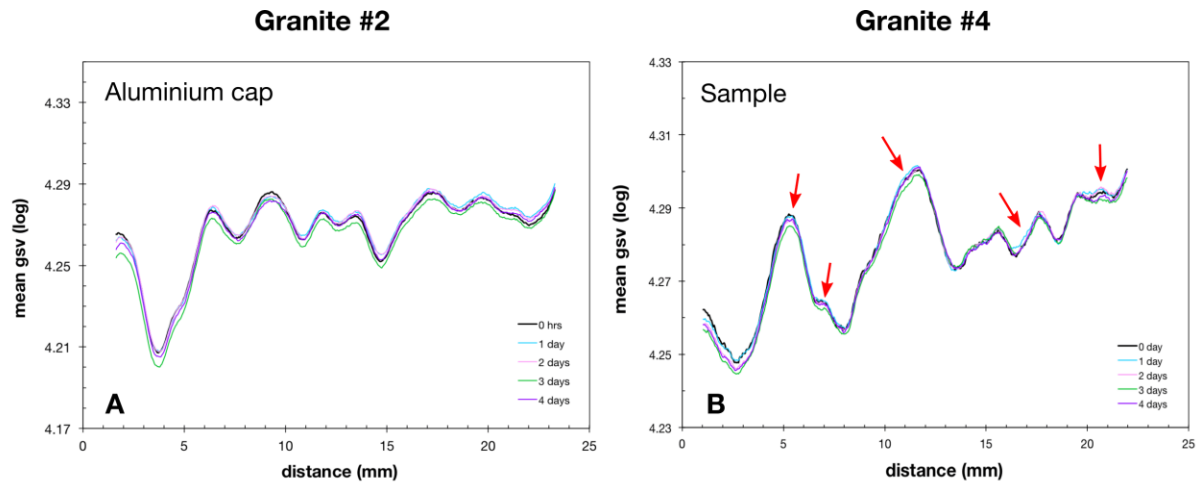 Granite #2
Granite #4
Aluminium cap
mean gsv (log)
4.33
4.29
4.25
4.21
4.17
0 hrs
1 day
2 days
3 days
4 days
A
0
5
10
15
20
25
distance (mm)
Sample
mean gsv (log)
4.33
4.31
4.29
4.27
4.25
4.23
0 day
1 day
2 days
3 days
4 days
B
0
5
10
15
20
25
distance (mm)